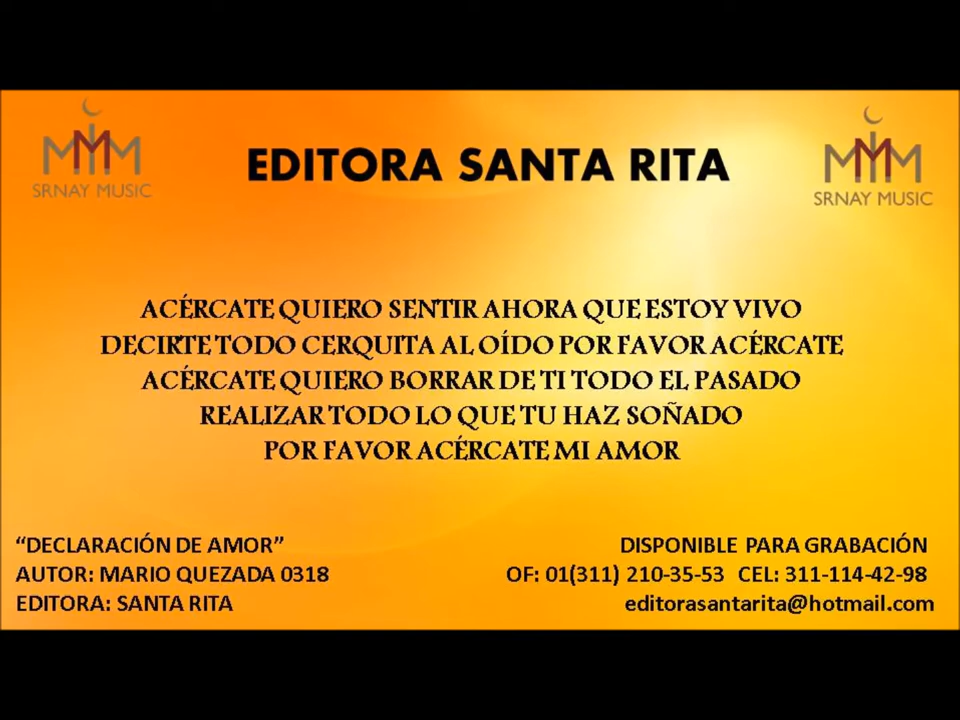 SRNAY MUSIC
EDITORA SANTA RITA
SRNAY MUSIC
ACÉRCATE QUIERO SENTIR AHORA QUE ESTOY VIVO
DECIRTE TODO CERQUITA AL OÍDO POR FAVOR ACÉRCATE
ACÉRCATE QUIERO BORRAR DE TI TODO EL PASADO
REALIZAR TODO LO QUE TU HAZ SOÑADO
POR FAVOR ACÉRCATE MI AMOR
“DECLARACIÓN DE AMOR”
AUTOR: MARIO QUEZADA 0318
EDITORA: SANTA RITA
DISPONIBLE PARA GRABACIÓN
OF: 01(311) 210-35-53 CEL: 311-114-42-98
editorasantarita@hotmail.com